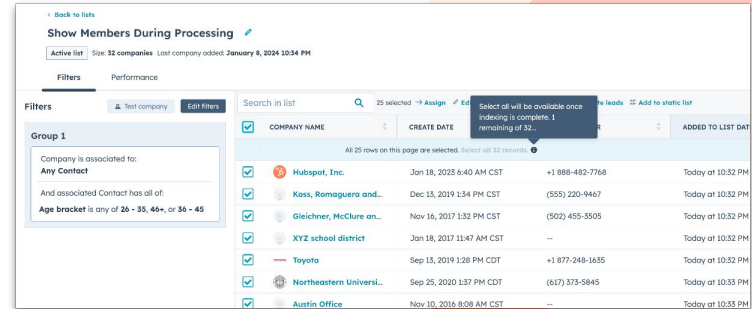 Back to lists
Show Members During Processing
Active list Size: 32 companies Last company added: January 8, 2024 10:34 PM
Filters Performance
Filters Test company Edit filters
Group 1
Company is associated to:
Any Contact
And associated Contact has all of:
Age bracket is any of 26 - 35, 46+, or 36 - 45
Search in list 25 selected Assign leads Add to static list
Select all will be available once
indexing is complete. 1
remaining of 32...
COMPANY NAME CREATE DATE ADDED TO LIST DAT
All 25 rows on this page are selected. Select all 32 records.
Hubspot, Inc. Jan 18, 2023 6:40 AM CST +1 888-482-7768 Today at 10:32 PM
Koss, Romaguera and... Dec 13, 2019 1:34 PM CST (555) 220-9467 Today at 10:32 PM
Gleichner, McClure an... Nov 16, 2017 1:32 PM CST (502) 455-3505 Today at 10:32 PM
XYZ school district Jan 18, 2017 11:47 AM CST -- Today at 10:32 PM
Toyota Sep 13, 2019 1:28 PM CDT +1 877-248-1635 Today at 10:32 PM
Northeastern Universi... Sep 25, 2020 1:37 PM CDT (617) 373-5845 Today at 10:33 PM
Austin Office Nov 10, 2016 8:08 AM CST -- Today at 10:33 PM